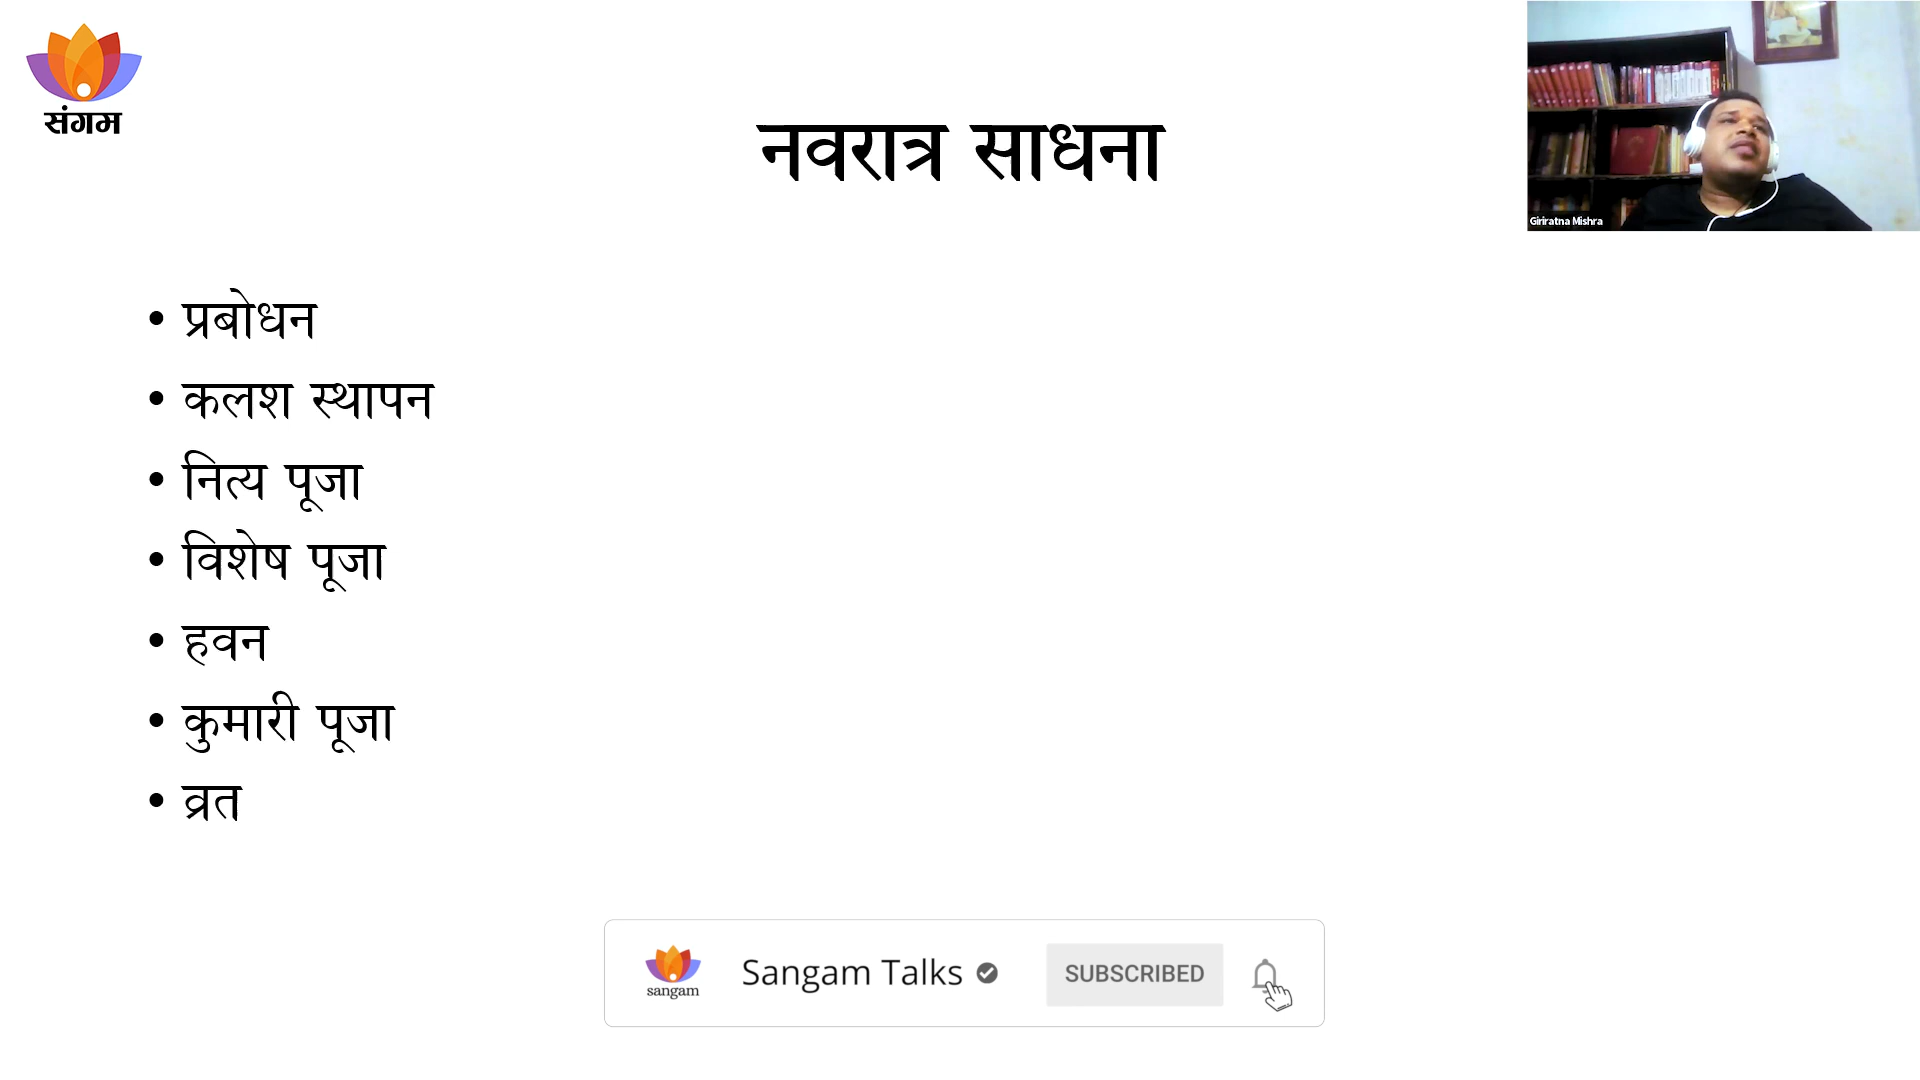 संगम
नवरात्र साधना
Giriratna Mishra
• प्रबोधन
• कलश स्थापन
• नित्य पूजा
• विशेष पूजा
• हवन
• कुमारी पूजा
• व्रत
sangam
Sangam Talks
SUBSCRIBED